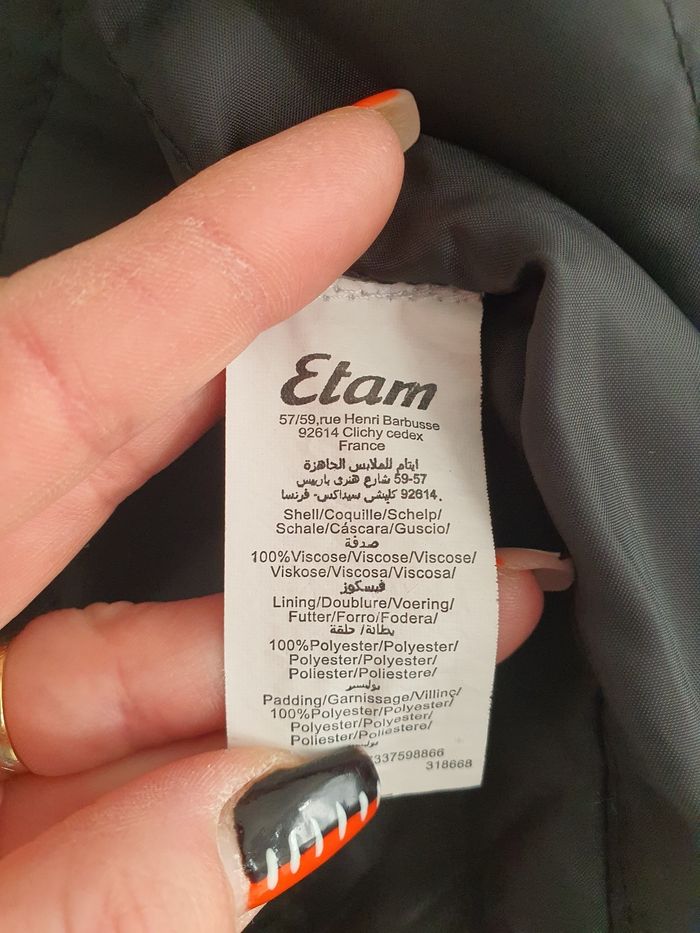 Etam
57/59,rue Henri Barbusse
92614 Clichy cedex
France
ايتام للملابس الجاهزة
59-57 شارع هنرى باربيس
92614. كليشى سيداكس- فرنسا
Shell/Coquille/Schelp/
Schale/Cáscara/Guscio/
صدفة
100%Viscose/Viscose/Viscose/
Viskose/Viscosa/Viscosa/
فيسكوز
Lining/Doublure/Voering/
Futter/Forro/Fodera/
بطانة/ حلقة
100%Polyester/Polyester/
Polyester/Polyester/
Poliester/Poliestere/
بوليستر
Padding/Garnissage/Villinc/
100%Polyester/Polyester/
Polyester/Polyester/
Poliester/Poliestere/
337598866
318668